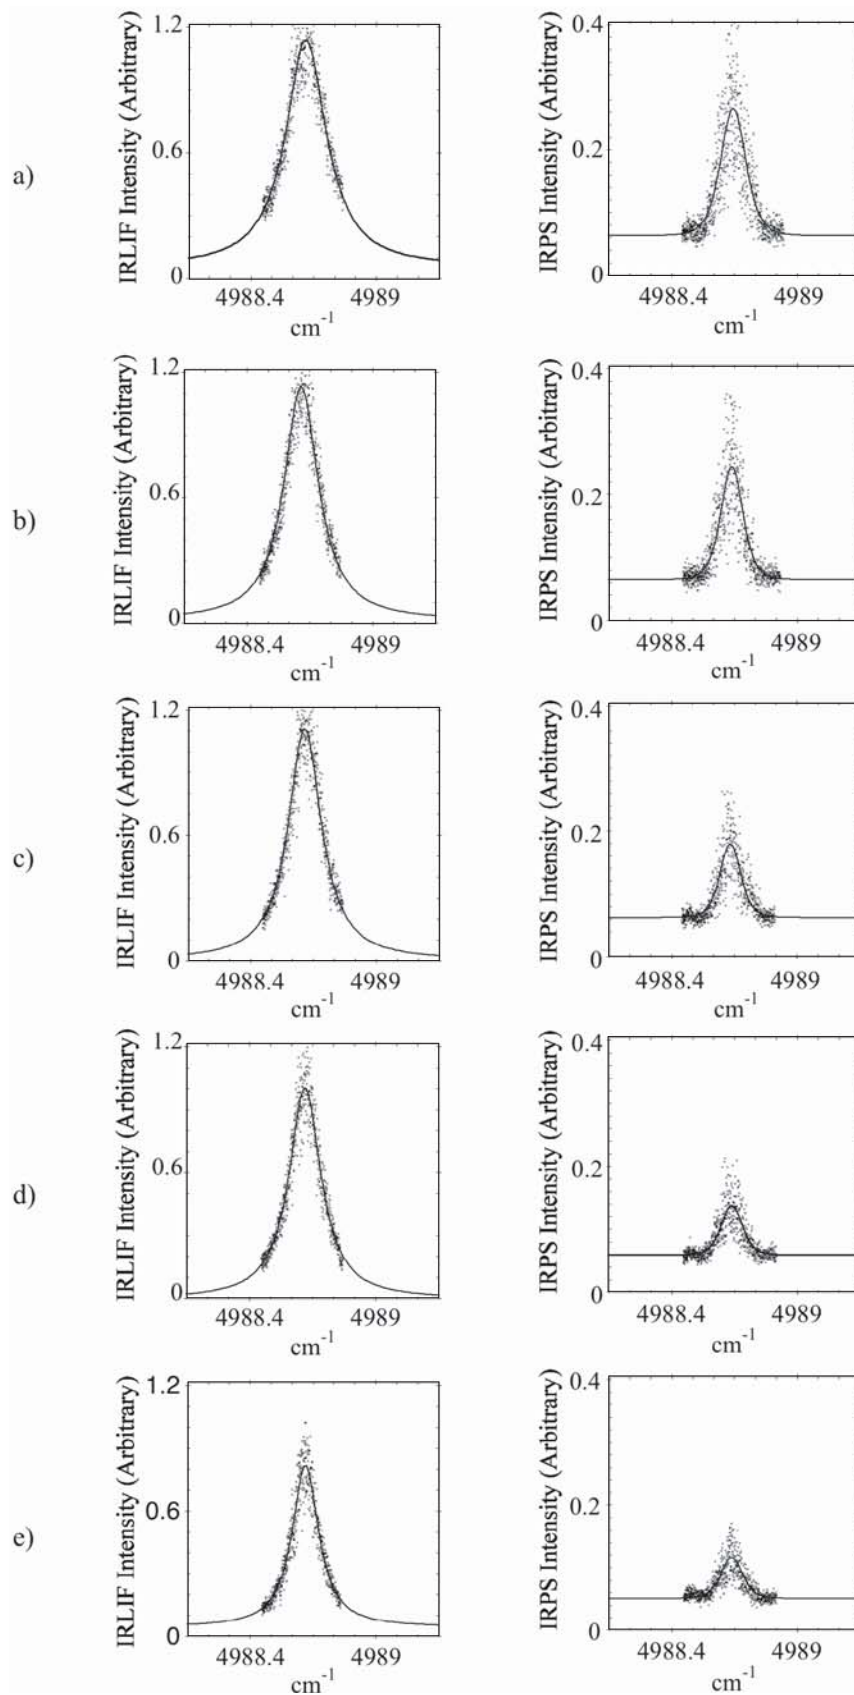 a)
IRLIF Intensity (Arbitrary)
1.2
0.6
0
4988.4 4989
cm-1
IRPS Intensity (Arbitrary)
0.4
0.2
0
4988.4 4989
cm-1
b)
IRLIF Intensity (Arbitrary)
1.2
0.6
0
4988.4 4989
cm-1
IRPS Intensity (Arbitrary)
0.4
0.2
0
4988.4 4989
cm-1
c)
IRLIF Intensity (Arbitrary)
1.2
0.6
0
4988.4 4989
cm-1
IRPS Intensity (Arbitrary)
0.4
0.2
0
4988.4 4989
cm-1
d)
IRLIF Intensity (Arbitrary)
1.2
0.6
0
4988.4 4989
cm-1
IRPS Intensity (Arbitrary)
0.4
0.2
0
4988.4 4989
cm-1
e)
IRLIF Intensity (Arbitrary)
1.2
0.6
0
4988.4 4989
cm-1
IRPS Intensity (Arbitrary)
0.4
0.2
0
4988.4 4989
cm-1